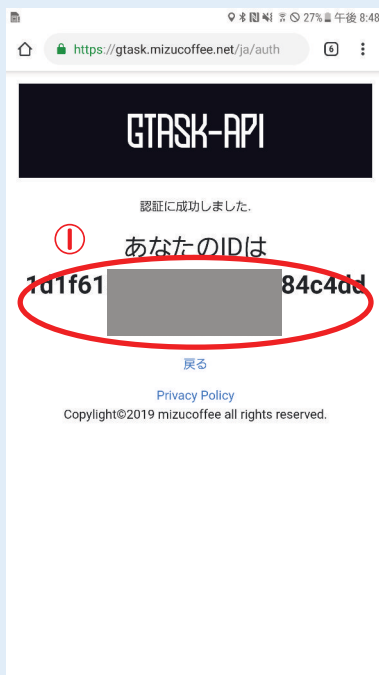 27% 午後 8:48
https://gtask.mizucoffee.net/ja/auth
6
GTASK-API
認証に成功しました.
①
あなたのIDは
1d1f61 84c4dd
戻る
Privacy Policy
Copylight©2019 mizucoffee all rights reserved.